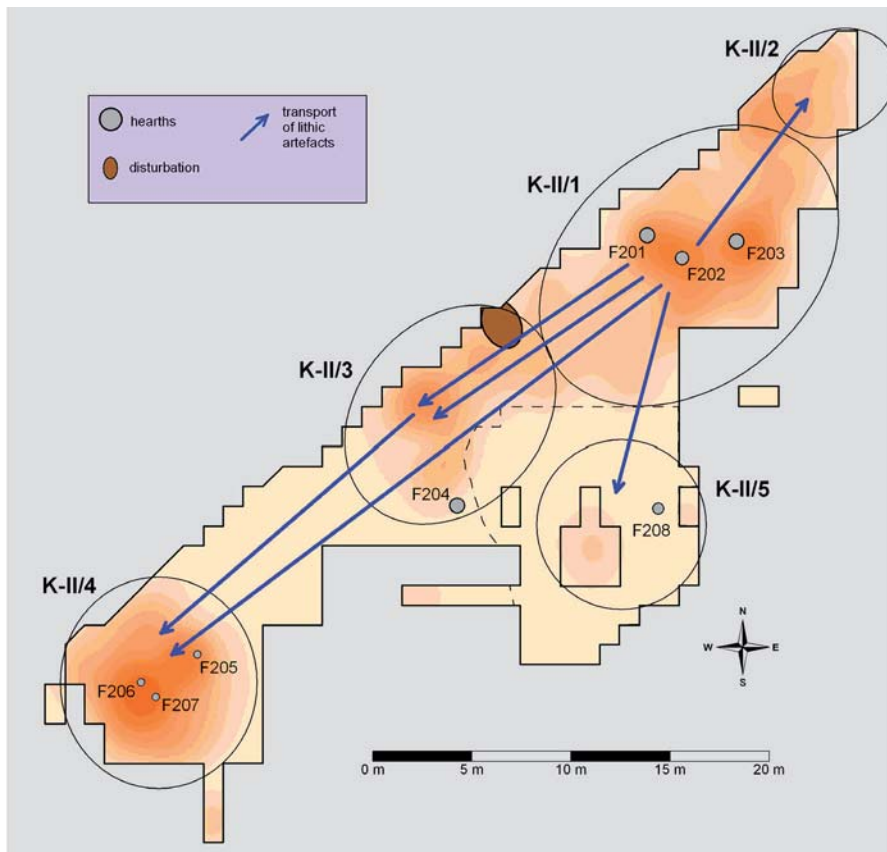 K-II/2
hearths
transport
of lithic
artefacts
disturbation
K-II/1
F201
F203
F202
K-II/3
F204
K-II/5
F208
K-II/4
F205
F206
F207
N
W E
S
0 m 5 m 10 m 15 m 20 m